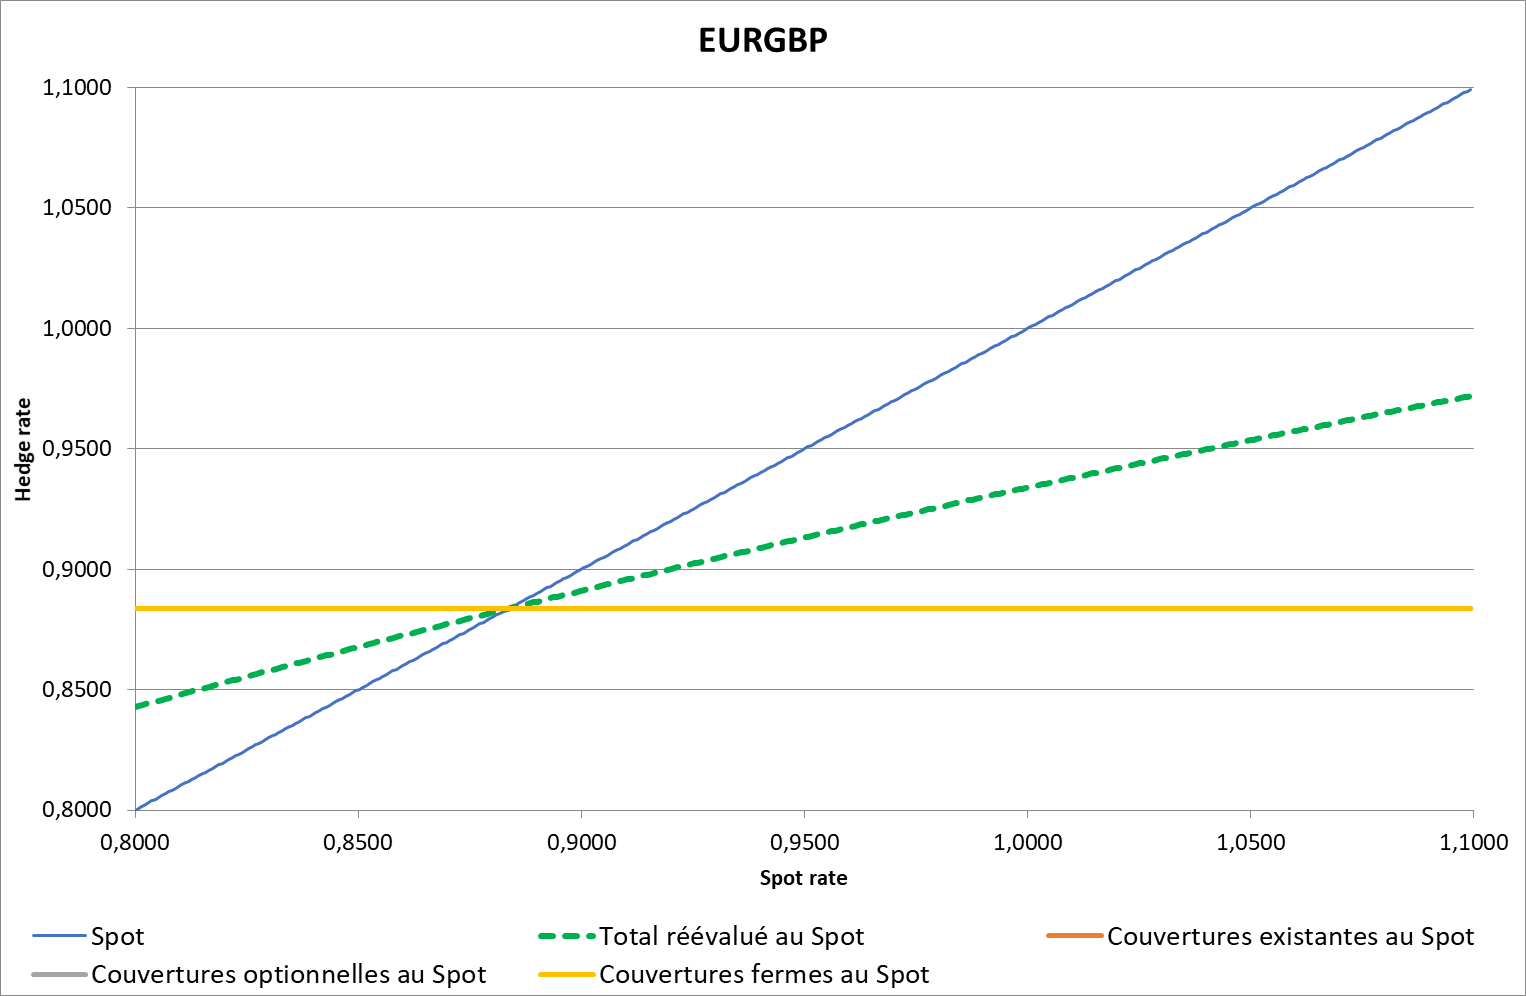 EURGBP
1,1000
1,0500
1,0000
0,9500
0,9000
0,8500
0,8000
Hedge rate
0,8000 0,8500 0,9000 0,9500 1,0000 1,0500 1,1000
Spot rate
Spot Total réévalué au Spot Couvertures existantes au Spot
Couvertures optionnelles au Spot Couvertures fermes au Spot